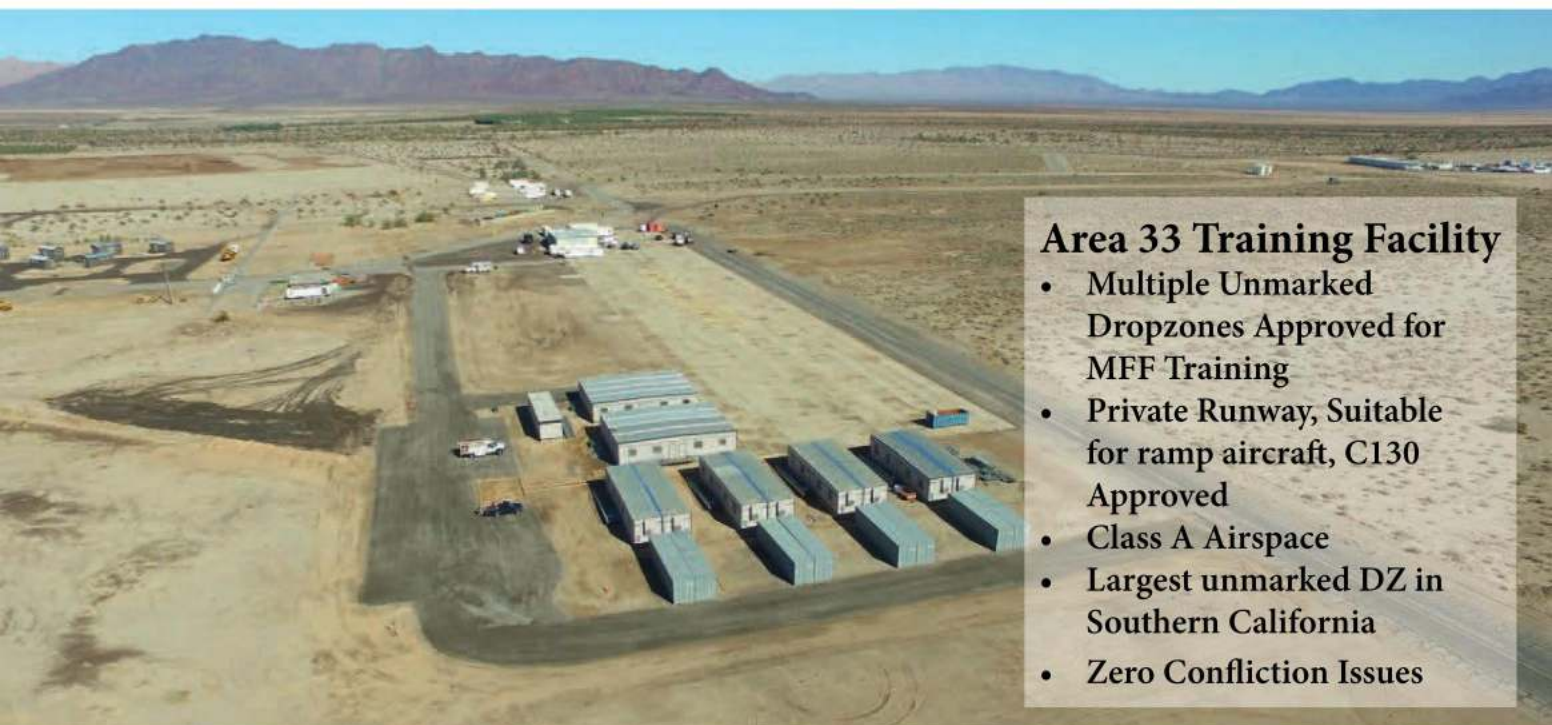 Area 33 Training Facility
• Multiple Unmarked
Dropzones Approved for
MFF Training
• Private Runway, Suitable
for ramp aircraft, C130
Approved
• Class A Airspace
• Largest unmarked DZ in
Southern California
• Zero Confliction Issues